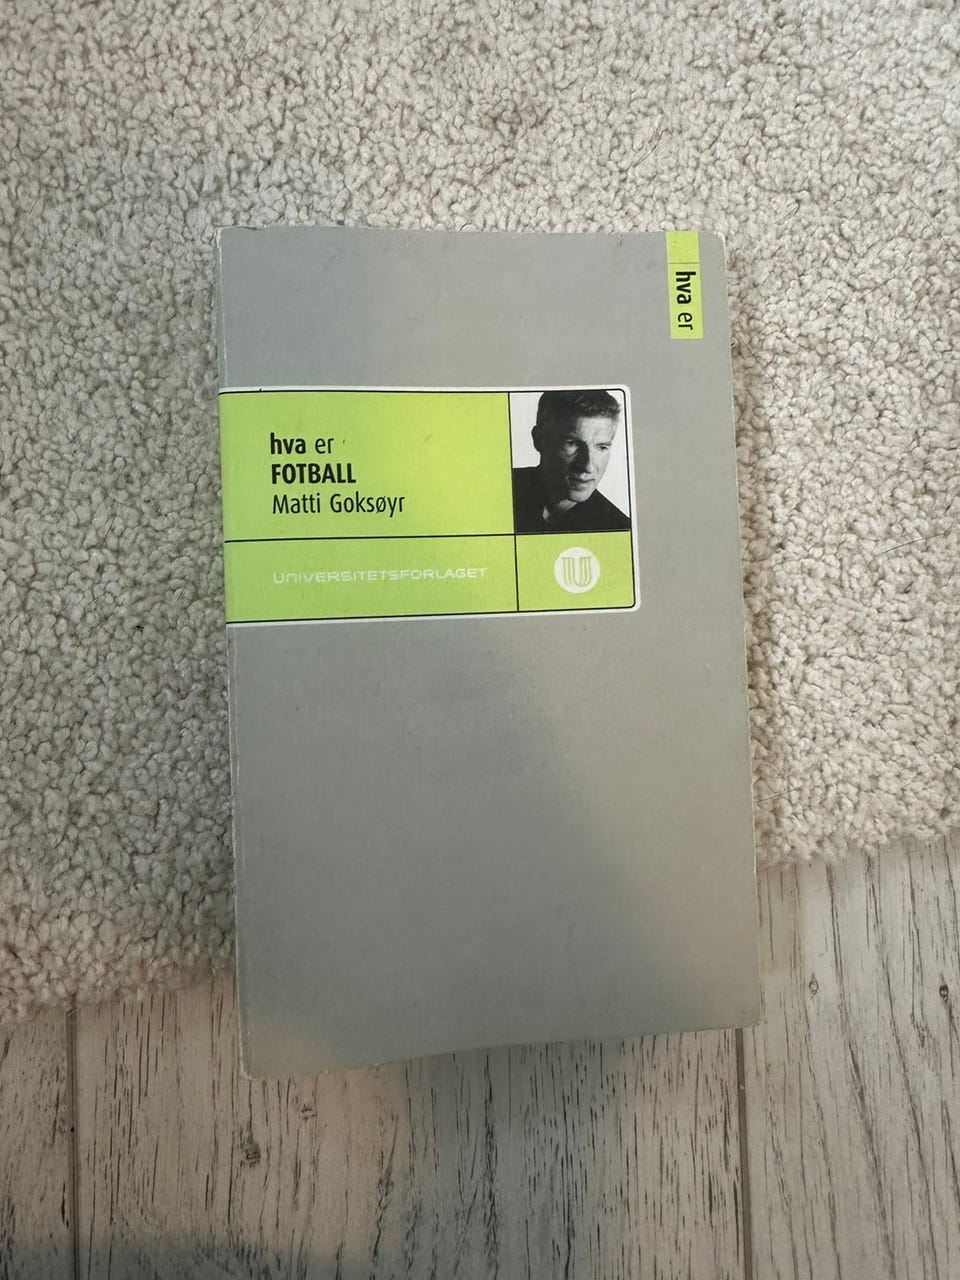 hva er
hva er
FOTBALL
Matti Goksøyr
UNIVERSITETSFORLAGET
U